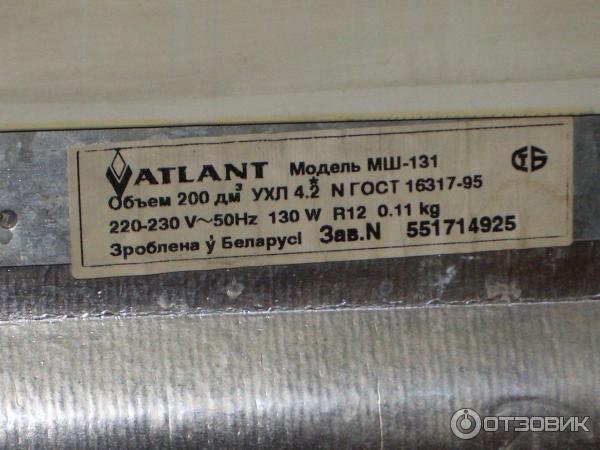 ATLANT Модель МШ-131
Объем 200 дм³ УХЛ 4.2* N ГОСТ 16317-95
220-230 V~50Hz 130 W R12 0.11 kg
Зроблена ў Беларусі Зав.N 551714925
ОТЗОВИК